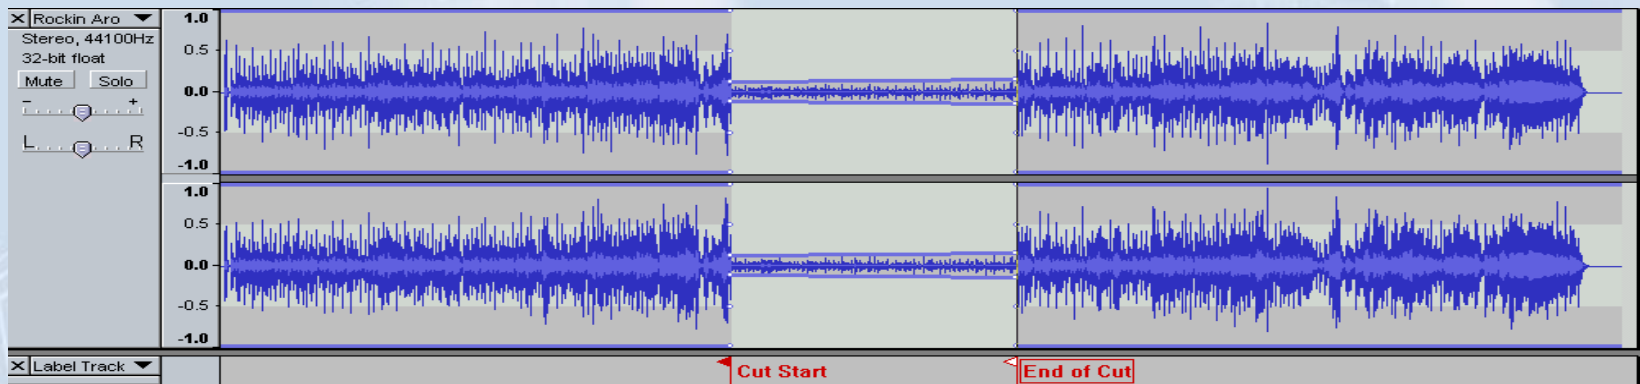 Rockin Aro
Stereo, 44100Hz
32-bit float
Mute Solo
- +
L R
1.0
0.5
0.0
-0.5
-1.0
1.0
0.5
0.0
-0.5
-1.0
Label Track
Cut Start
End of Cut